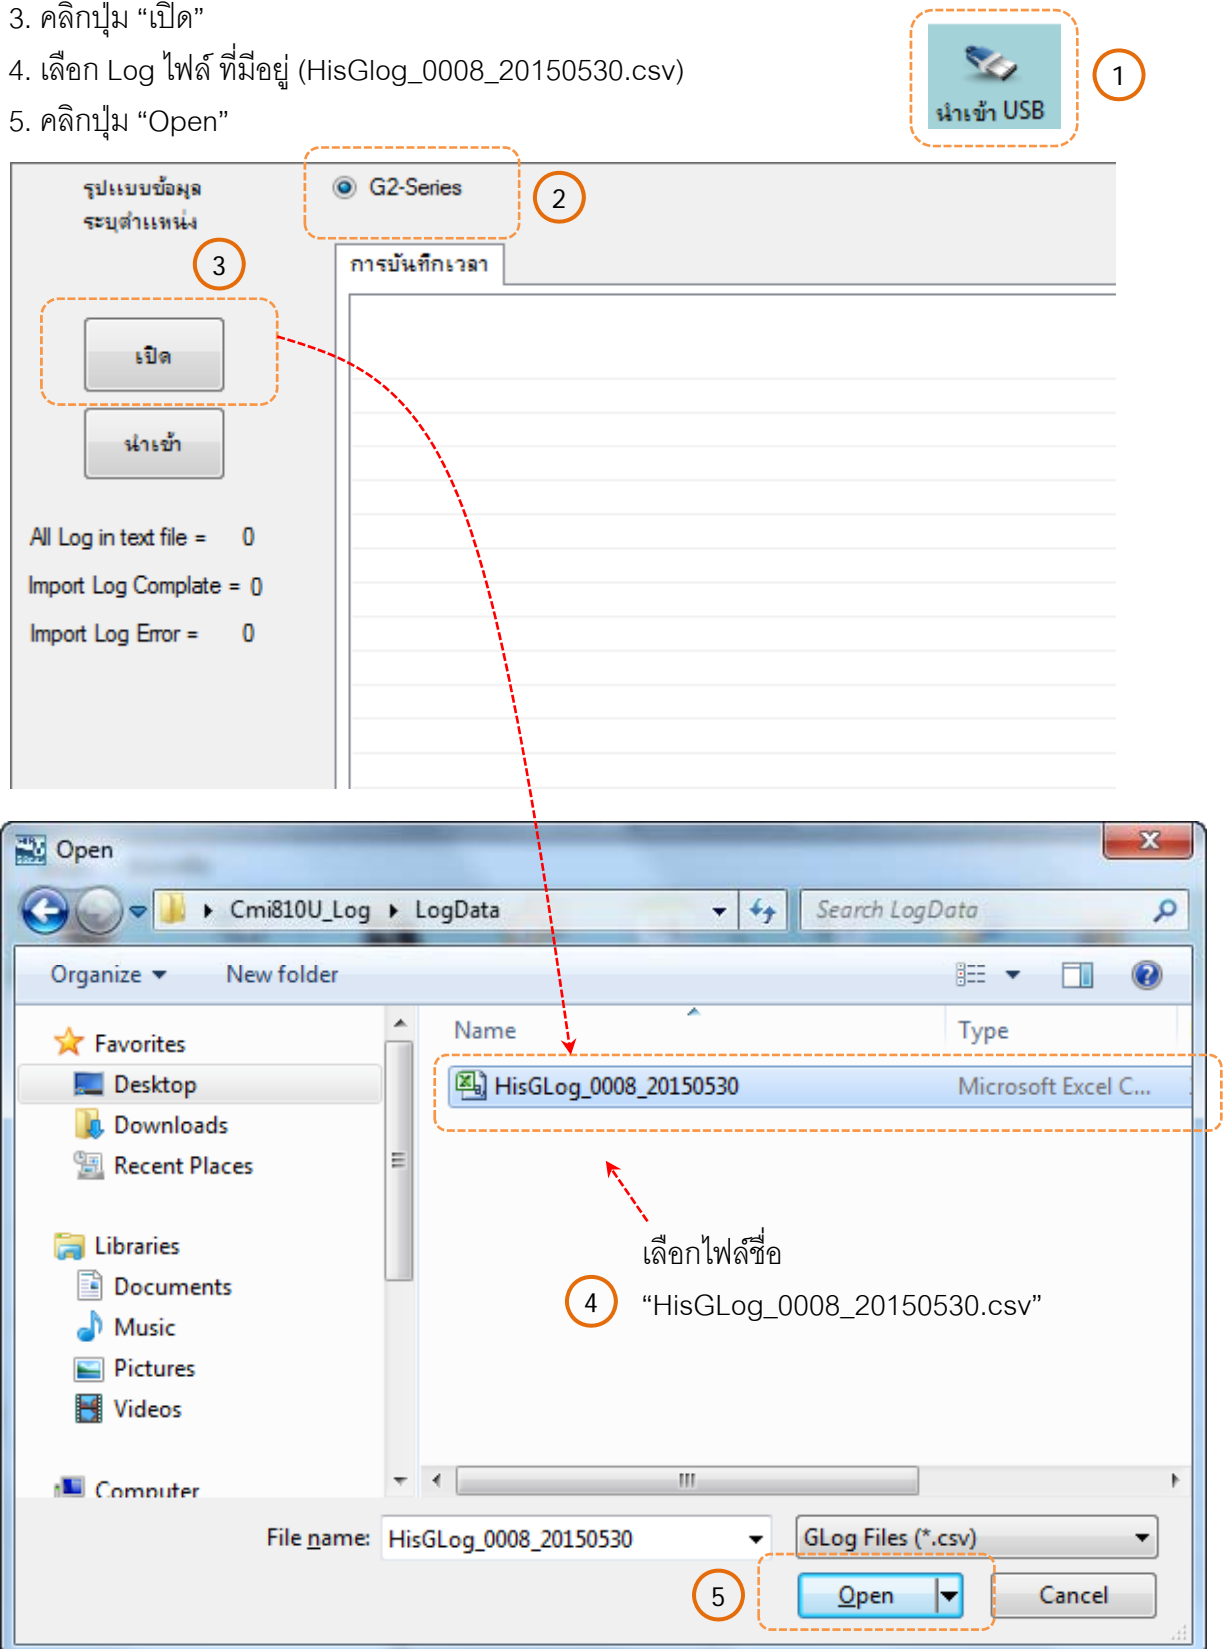 3. คลิกปุ่ม “เปิด”
4. เลือก Log ไฟล์ ที่มีอยู่ (HisGlog_0008_20150530.csv)
5. คลิกปุ่ม “Open”
นำเข้า USB
1
รูปแบบข้อมูล
ระบุตำแหน่ง
G2-Series
2
3
การบันทึกเวลา
เปิด
นำเข้า
All Log in text file = 0
Import Log Complate = 0
Import Log Error = 0
Open
Cmi810U_Log LogData
Search LogData
Organize New folder
Name Type
Favorites
Desktop
HisGLog_0008_20150530 Microsoft Excel C...
Downloads
Recent Places
Libraries
Documents
Music
Pictures
Videos
Computer
เลือกไฟล์ชื่อ
4 “HisGLog_0008_20150530.csv”
File name: HisGLog_0008_20150530 GLog Files (*.csv)
5
Open Cancel